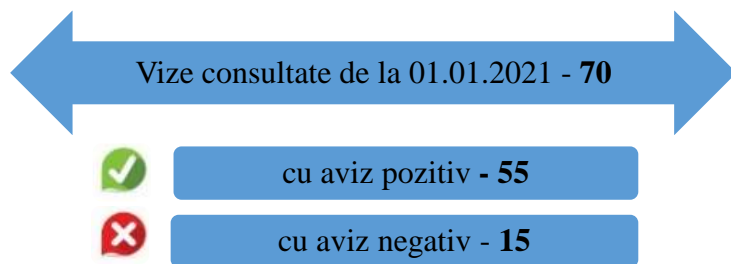 Vize consultate de la 01.01.2021 - 70
cu aviz pozitiv - 55
cu aviz negativ - 15